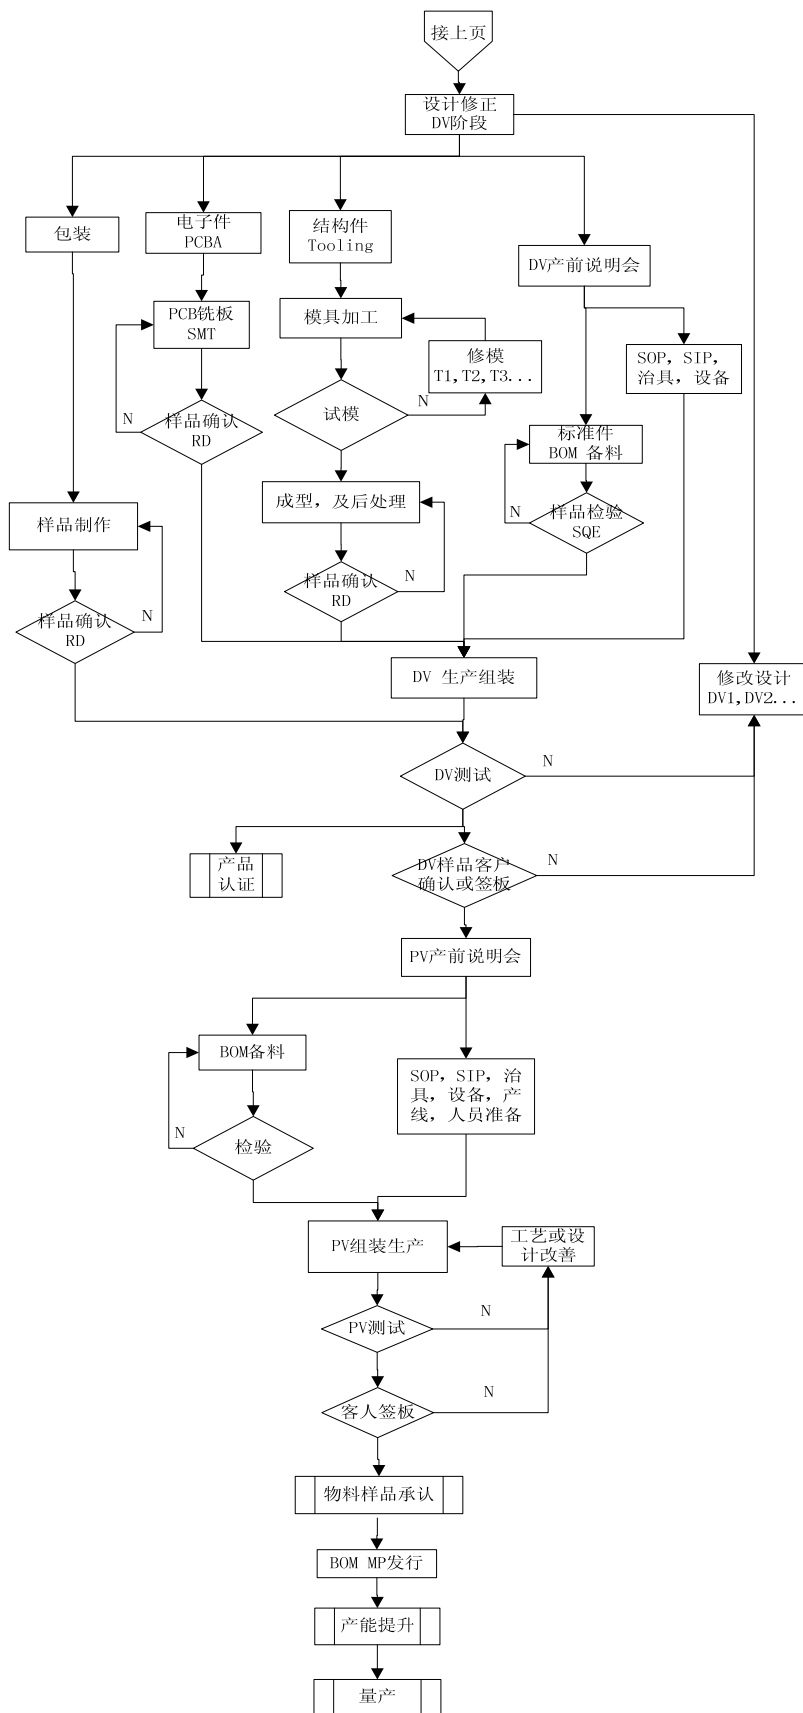 接上页
设计修正
DV阶段
包装
电子件
PCBA
结构件
Tooling
DV产前说明会
PCB铣板
SMT
模具加工
修模
T1,T2,T3...
SOP，SIP，
治具，设备
N
样品确认
RD
试模
N
标准件
BOM 备料
成型，及后处理
样品制作
N
样品检验
SQE
样品确认
RD
N
样品确认
RD
N
DV 生产组装
修改设计
DV1,DV2...
DV测试
N
产品
认证
DV样品客户
确认或签板
N
PV产前说明会
BOM备料
SOP，SIP，治
具，设备，产
线，人员准备
N
检验
PV组装生产
工艺或设
计改善
PV测试
N
客人签板
N
物料样品承认
BOM MP发行
产能提升
量产